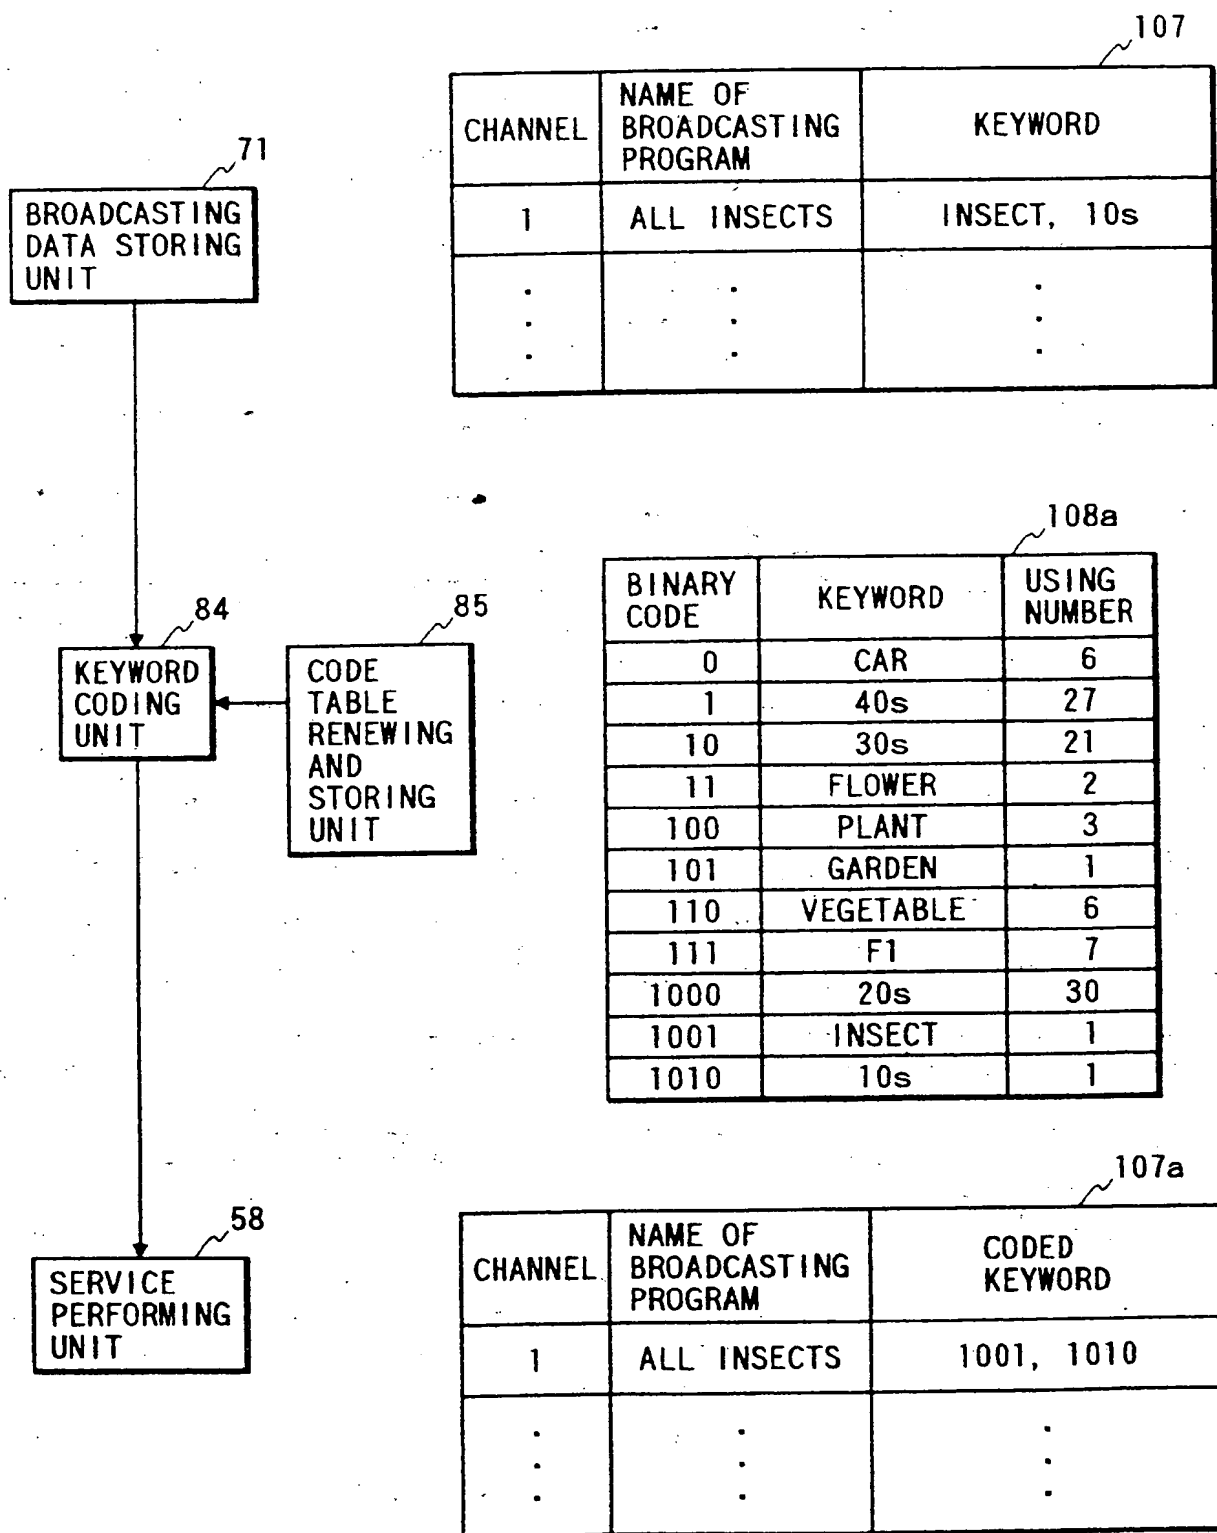 107
CHANNEL
NAME OF
BROADCASTING
PROGRAM
KEYWORD
1
ALL INSECTS
INSECT, 10s
71
BROADCASTING
DATA STORING
UNIT
108a
BINARY
CODE
KEYWORD
USING
NUMBER
0 CAR 6
1 40s 27
10 30s 21
11 FLOWER 2
100 PLANT 3
101 GARDEN 1
110 VEGETABLE 6
111 F1 7
1000 20s 30
1001 INSECT 1
1010 10s 1
84
KEYWORD
CODING
UNIT
85
CODE
TABLE
RENEWING
AND
STORING
UNIT
107a
CHANNEL
NAME OF
BROADCASTING
PROGRAM
CODED
KEYWORD
1
ALL INSECTS
1001, 1010
58
SERVICE
PERFORMING
UNIT